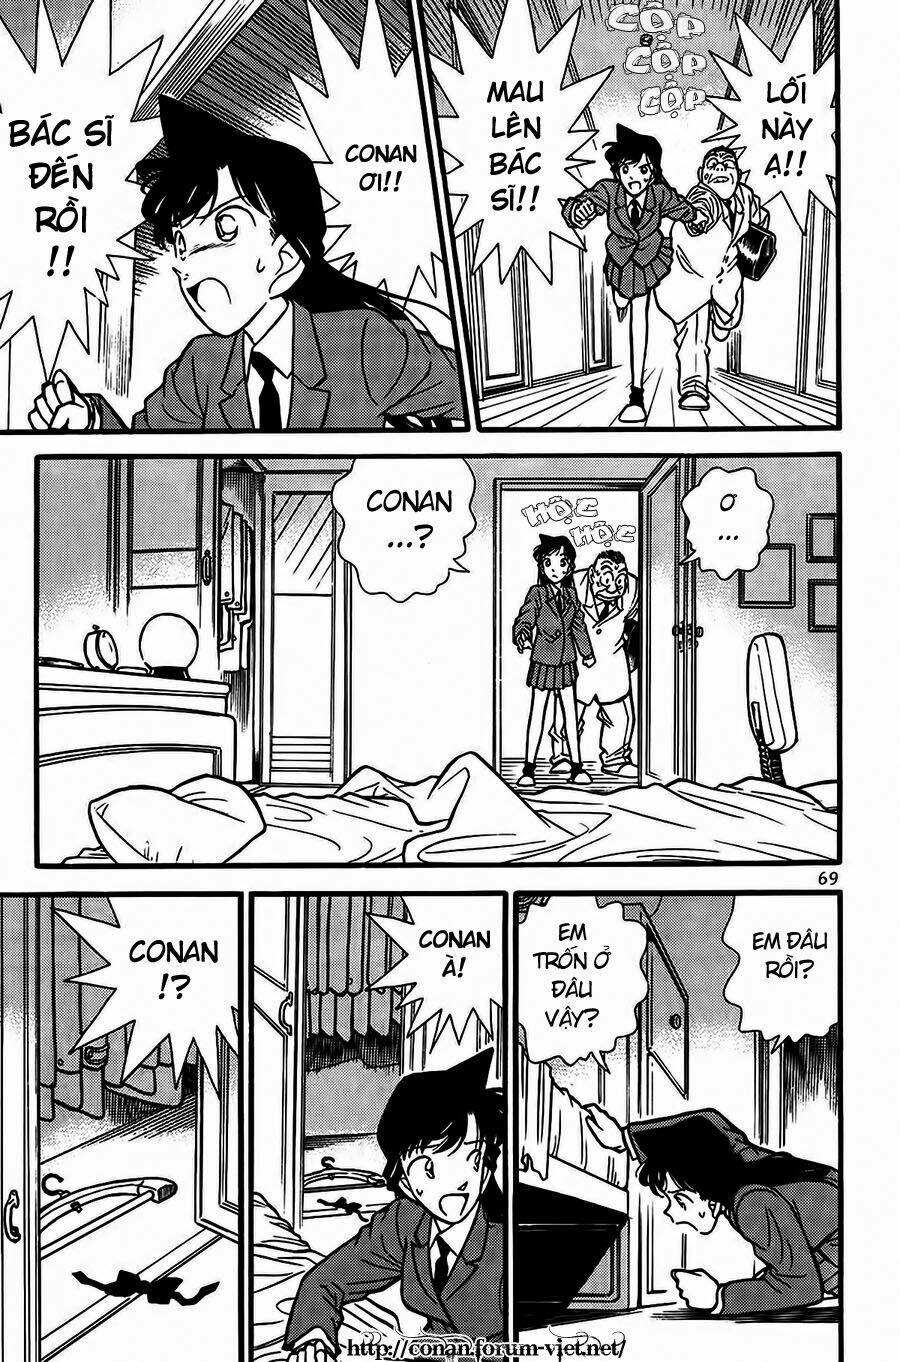 CỘP
CỘP
CỘP
LỐI
NÀY
Ạ!!
MAU
LÊN
BÁC
SĨ!!
CONAN
ƠI!!
BÁC SĨ
ĐẾN
RỒI
!!
Ơ
...
HỘC
HỘC
CONAN
...?
69
EM ĐÂU
RỒI?
EM
TRỐN Ở
ĐÂU
VẬY?
CONAN
À!
CONAN
!?
http://conan.forum-viet.net/